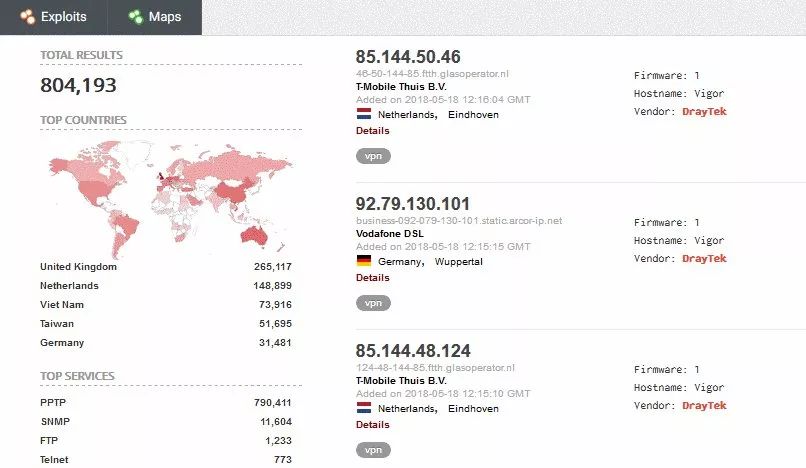 Exploits Maps
TOTAL RESULTS
804,193
TOP COUNTRIES
United Kingdom 265,117
Netherlands 148,899
Viet Nam 73,916
Taiwan 51,695
Germany 31,481
TOP SERVICES
PPTP 790,411
SNMP 11,604
FTP 1,233
Telnet 773
85.144.50.46
46-50-144-85.ftth.glasoperator.nl
T-Mobile Thuis B.V.
Added on 2018-05-18 12:16:04 GMT
Netherlands, Eindhoven
Details
vpn
Firmware: 1
Hostname: Vigor
Vendor: DrayTek
92.79.130.101
business-092-079-130-101.static.arcor-ip.net
Vodafone DSL
Added on 2018-05-18 12:15:15 GMT
Germany, Wuppertal
Details
vpn
Firmware: 1
Hostname: Vigor
Vendor: DrayTek
85.144.48.124
124-48-144-85.ftth.glasoperator.nl
T-Mobile Thuis B.V.
Added on 2018-05-18 12:15:10 GMT
Netherlands, Eindhoven
Details
vpn
Firmware: 1
Hostname: Vigor
Vendor: DrayTek